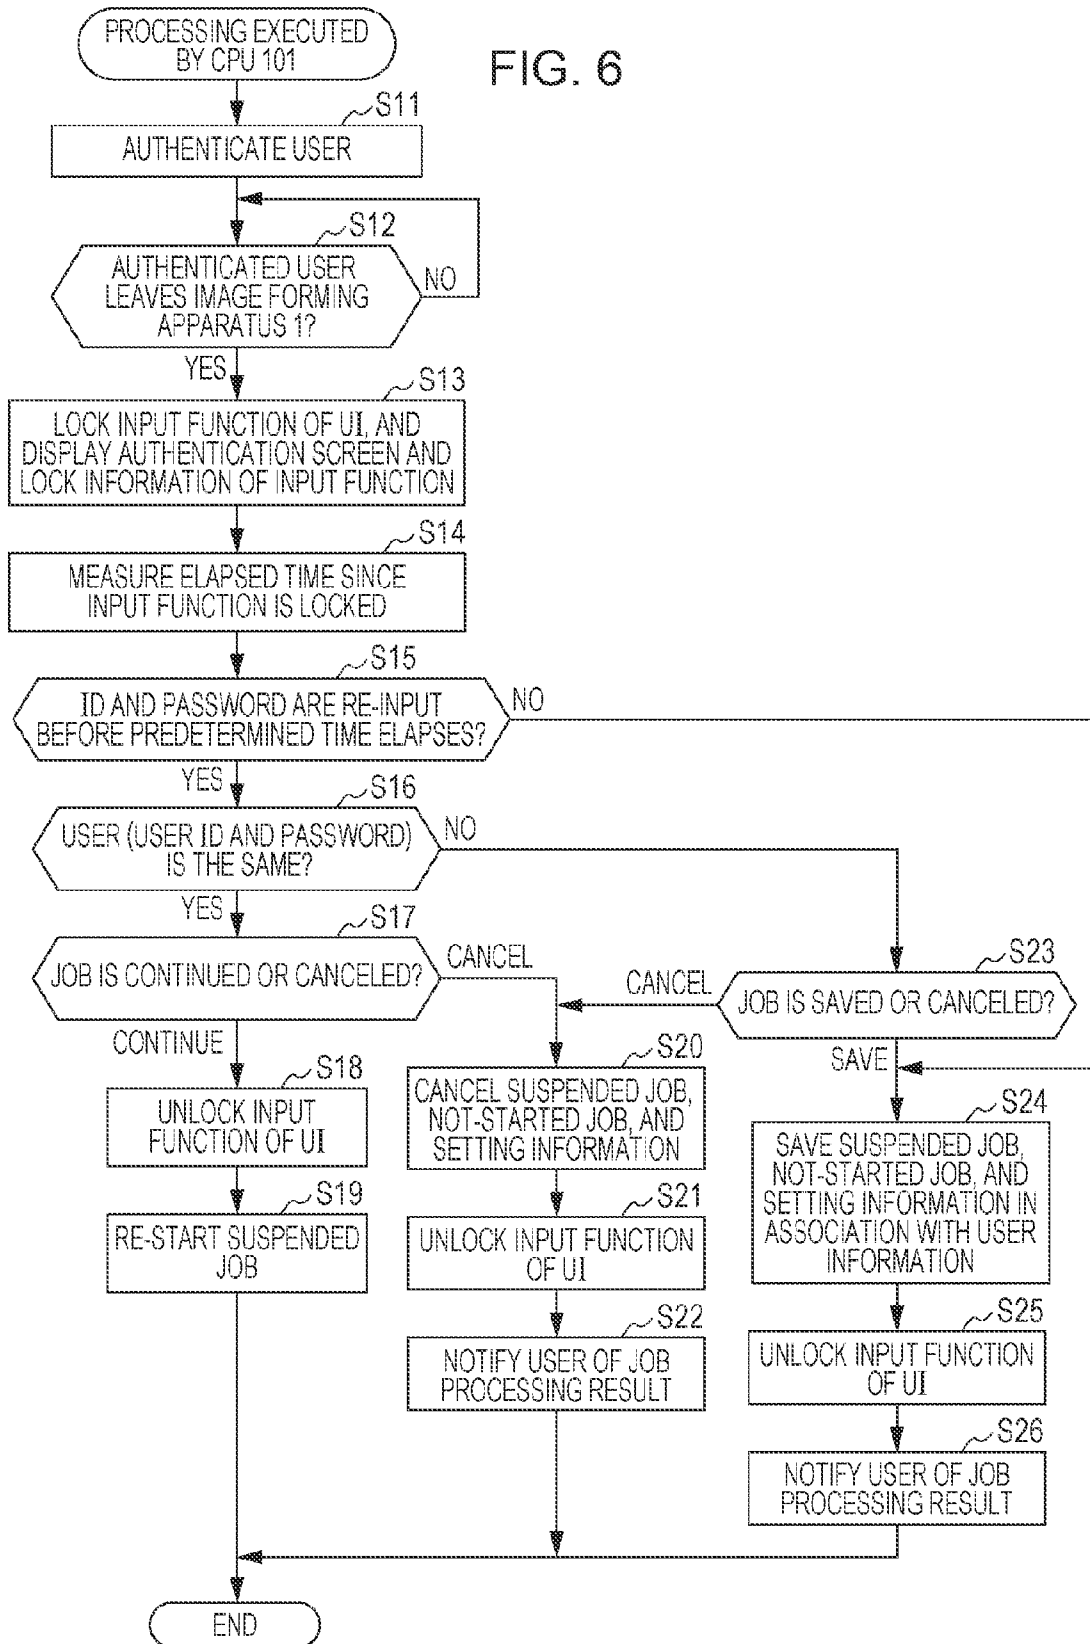 PROCESSING EXECUTED
BY CPU 101
FIG. 6
S11
AUTHENTICATE USER
S12
AUTHENTICATED USER
LEAVES IMAGE FORMING
APPARATUS 1?
NO
YES
S13
LOCK INPUT FUNCTION OF UI, AND
DISPLAY AUTHENTICATION SCREEN AND
LOCK INFORMATION OF INPUT FUNCTION
S14
MEASURE ELAPSED TIME SINCE
INPUT FUNCTION IS LOCKED
S15
ID AND PASSWORD ARE RE-INPUT
BEFORE PREDETERMINED TIME ELAPSES?
NO
YES
S16
USER (USER ID AND PASSWORD)
IS THE SAME?
NO
YES
S17
JOB IS CONTINUED OR CANCELED?
CANCEL
CONTINUE
S23
JOB IS SAVED OR CANCELED?
CANCEL
SAVE
S18
UNLOCK INPUT
FUNCTION OF UI
S19
RE-START SUSPENDED
JOB
S20
CANCEL SUSPENDED JOB,
NOT-STARTED JOB, AND
SETTING INFORMATION
S21
UNLOCK INPUT FUNCTION
OF UI
S22
NOTIFY USER OF JOB
PROCESSING RESULT
S24
SAVE SUSPENDED JOB,
NOT-STARTED JOB, AND
SETTING INFORMATION IN
ASSOCIATION WITH USER
INFORMATION
S25
UNLOCK INPUT FUNCTION
OF UI
S26
NOTIFY USER OF JOB
PROCESSING RESULT
END